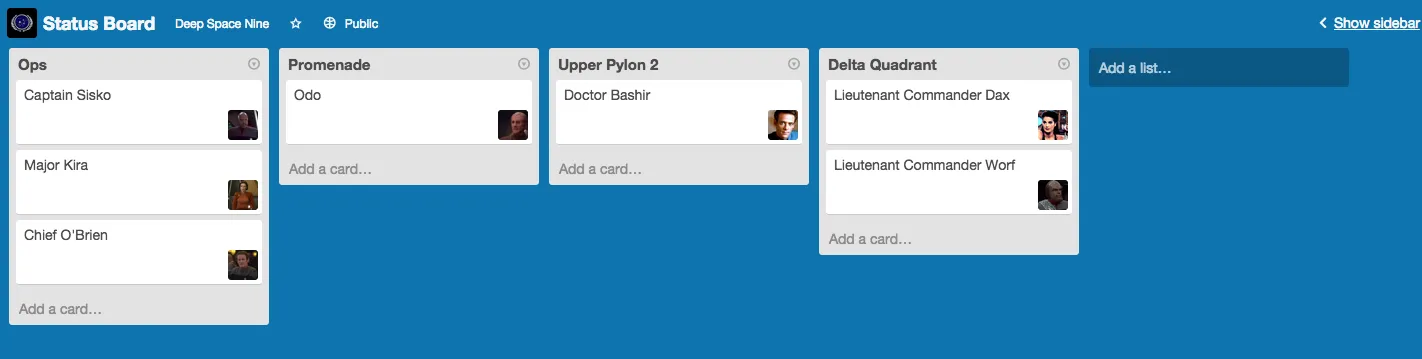 Status Board Deep Space Nine Public Show sidebar
Ops
Captain Sisko
Major Kira
Chief O'Brien
Add a card…
Promenade
Odo
Add a card…
Upper Pylon 2
Doctor Bashir
Add a card…
Delta Quadrant
Lieutenant Commander Dax
Lieutenant Commander Worf
Add a card…
Add a list…